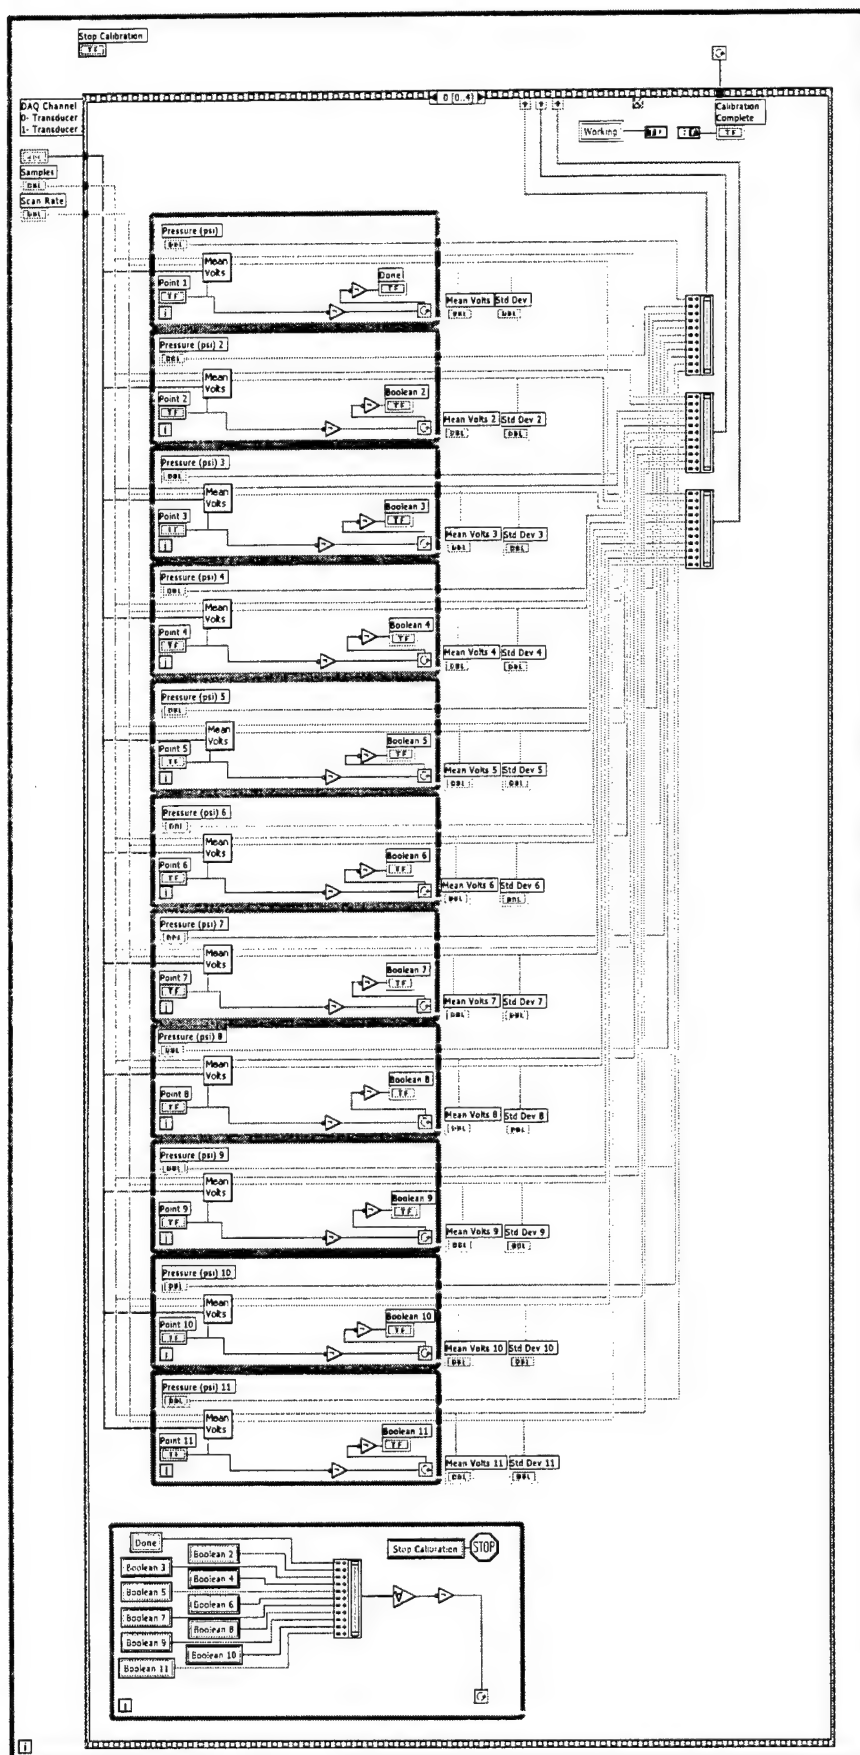 Stop Calibration
TF
0 [0..4]
DAQ Channel
0- Transducer
1- Transducer
Calibration
Complete
TF
Working
Samples
DBL
Scan Rate
DBL
Pressure (psi)
DBL
Mean
Volts
Point 1
TF
i
Done
TF
Mean Volts
Std Dev
DBL
DBL
Pressure (psi) 2
DBL
Mean
Volts
Point 2
TF
i
Boolean 2
TF
Mean Volts 2
Std Dev 2
DBL
DBL
Pressure (psi) 3
DBL
Mean
Volts
Point 3
TF
i
Boolean 3
TF
Mean Volts 3
Std Dev 3
DBL
DBL
Pressure (psi) 4
DBL
Mean
Volts
Point 4
TF
i
Boolean 4
TF
Mean Volts 4
Std Dev 4
DBL
DBL
Pressure (psi) 5
DBL
Mean
Volts
Point 5
TF
i
Boolean 5
TF
Mean Volts 5
Std Dev 5
DBL
DBL
Pressure (psi) 6
DBL
Mean
Volts
Point 6
TF
i
Boolean 6
TF
Mean Volts 6
Std Dev 6
DBL
DBL
Pressure (psi) 7
DBL
Mean
Volts
Point 7
TF
i
Boolean 7
TF
Mean Volts 7
Std Dev 7
DBL
DBL
Pressure (psi) 8
DBL
Mean
Volts
Point 8
TF
i
Boolean 8
TF
Mean Volts 8
Std Dev 8
DBL
DBL
Pressure (psi) 9
DBL
Mean
Volts
Point 9
TF
i
Boolean 9
TF
Mean Volts 9
Std Dev 9
DBL
DBL
Pressure (psi) 10
DBL
Mean
Volts
Point 10
TF
i
Boolean 10
TF
Mean Volts 10
Std Dev 10
DBL
DBL
Pressure (psi) 11
DBL
Mean
Volts
Point 11
TF
i
Boolean 11
TF
Mean Volts 11
Std Dev 11
DBL
DBL
Done
Boolean 2
Boolean 3
Boolean 4
Boolean 5
Boolean 6
Boolean 7
Boolean 8
Boolean 9
Boolean 10
Boolean 11
Stop Calibration
STOP
i
i